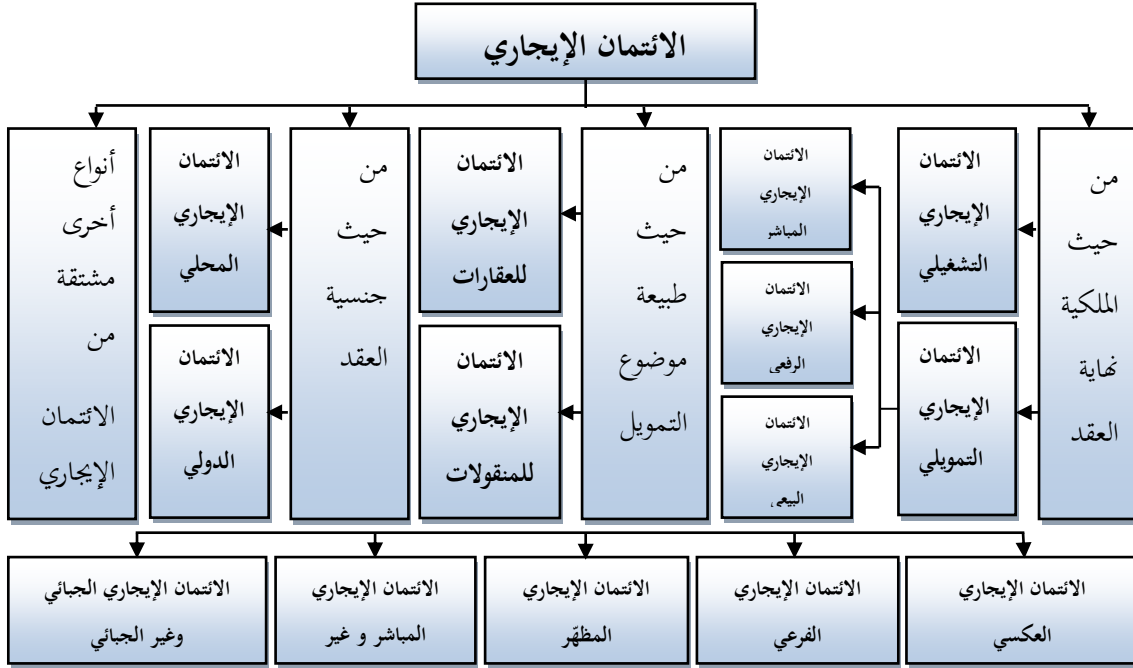 الائتمان الإيجاري
من
حيث
الملكية
نهاية
العقد
الائتمان
الإيجاري
التشغيلي
الائتمان
الإيجاري
التمويلي
الائتمان
الإيجاري
المباشر
الائتمان
الإيجاري
الرفعي
الائتمان
الإيجاري
البيعي
من
حيث
طبيعة
موضوع
التمويل
الائتمان
الإيجاري
للعقارات
الائتمان
الإيجاري
للمنقولات
من
حيث
جنسية
العقد
الائتمان
الإيجاري
المحلي
الائتمان
الإيجاري
الدولي
أنواع
أخرى
مشتقة
من
الائتمان
الإيجاري
الائتمان الإيجاري
العكسي
الائتمان الإيجاري
الفرعي
الائتمان الإيجاري
المظهّر
الائتمان الإيجاري
المباشر و غير
الائتمان الإيجاري الجبائي
وغير الجبائي